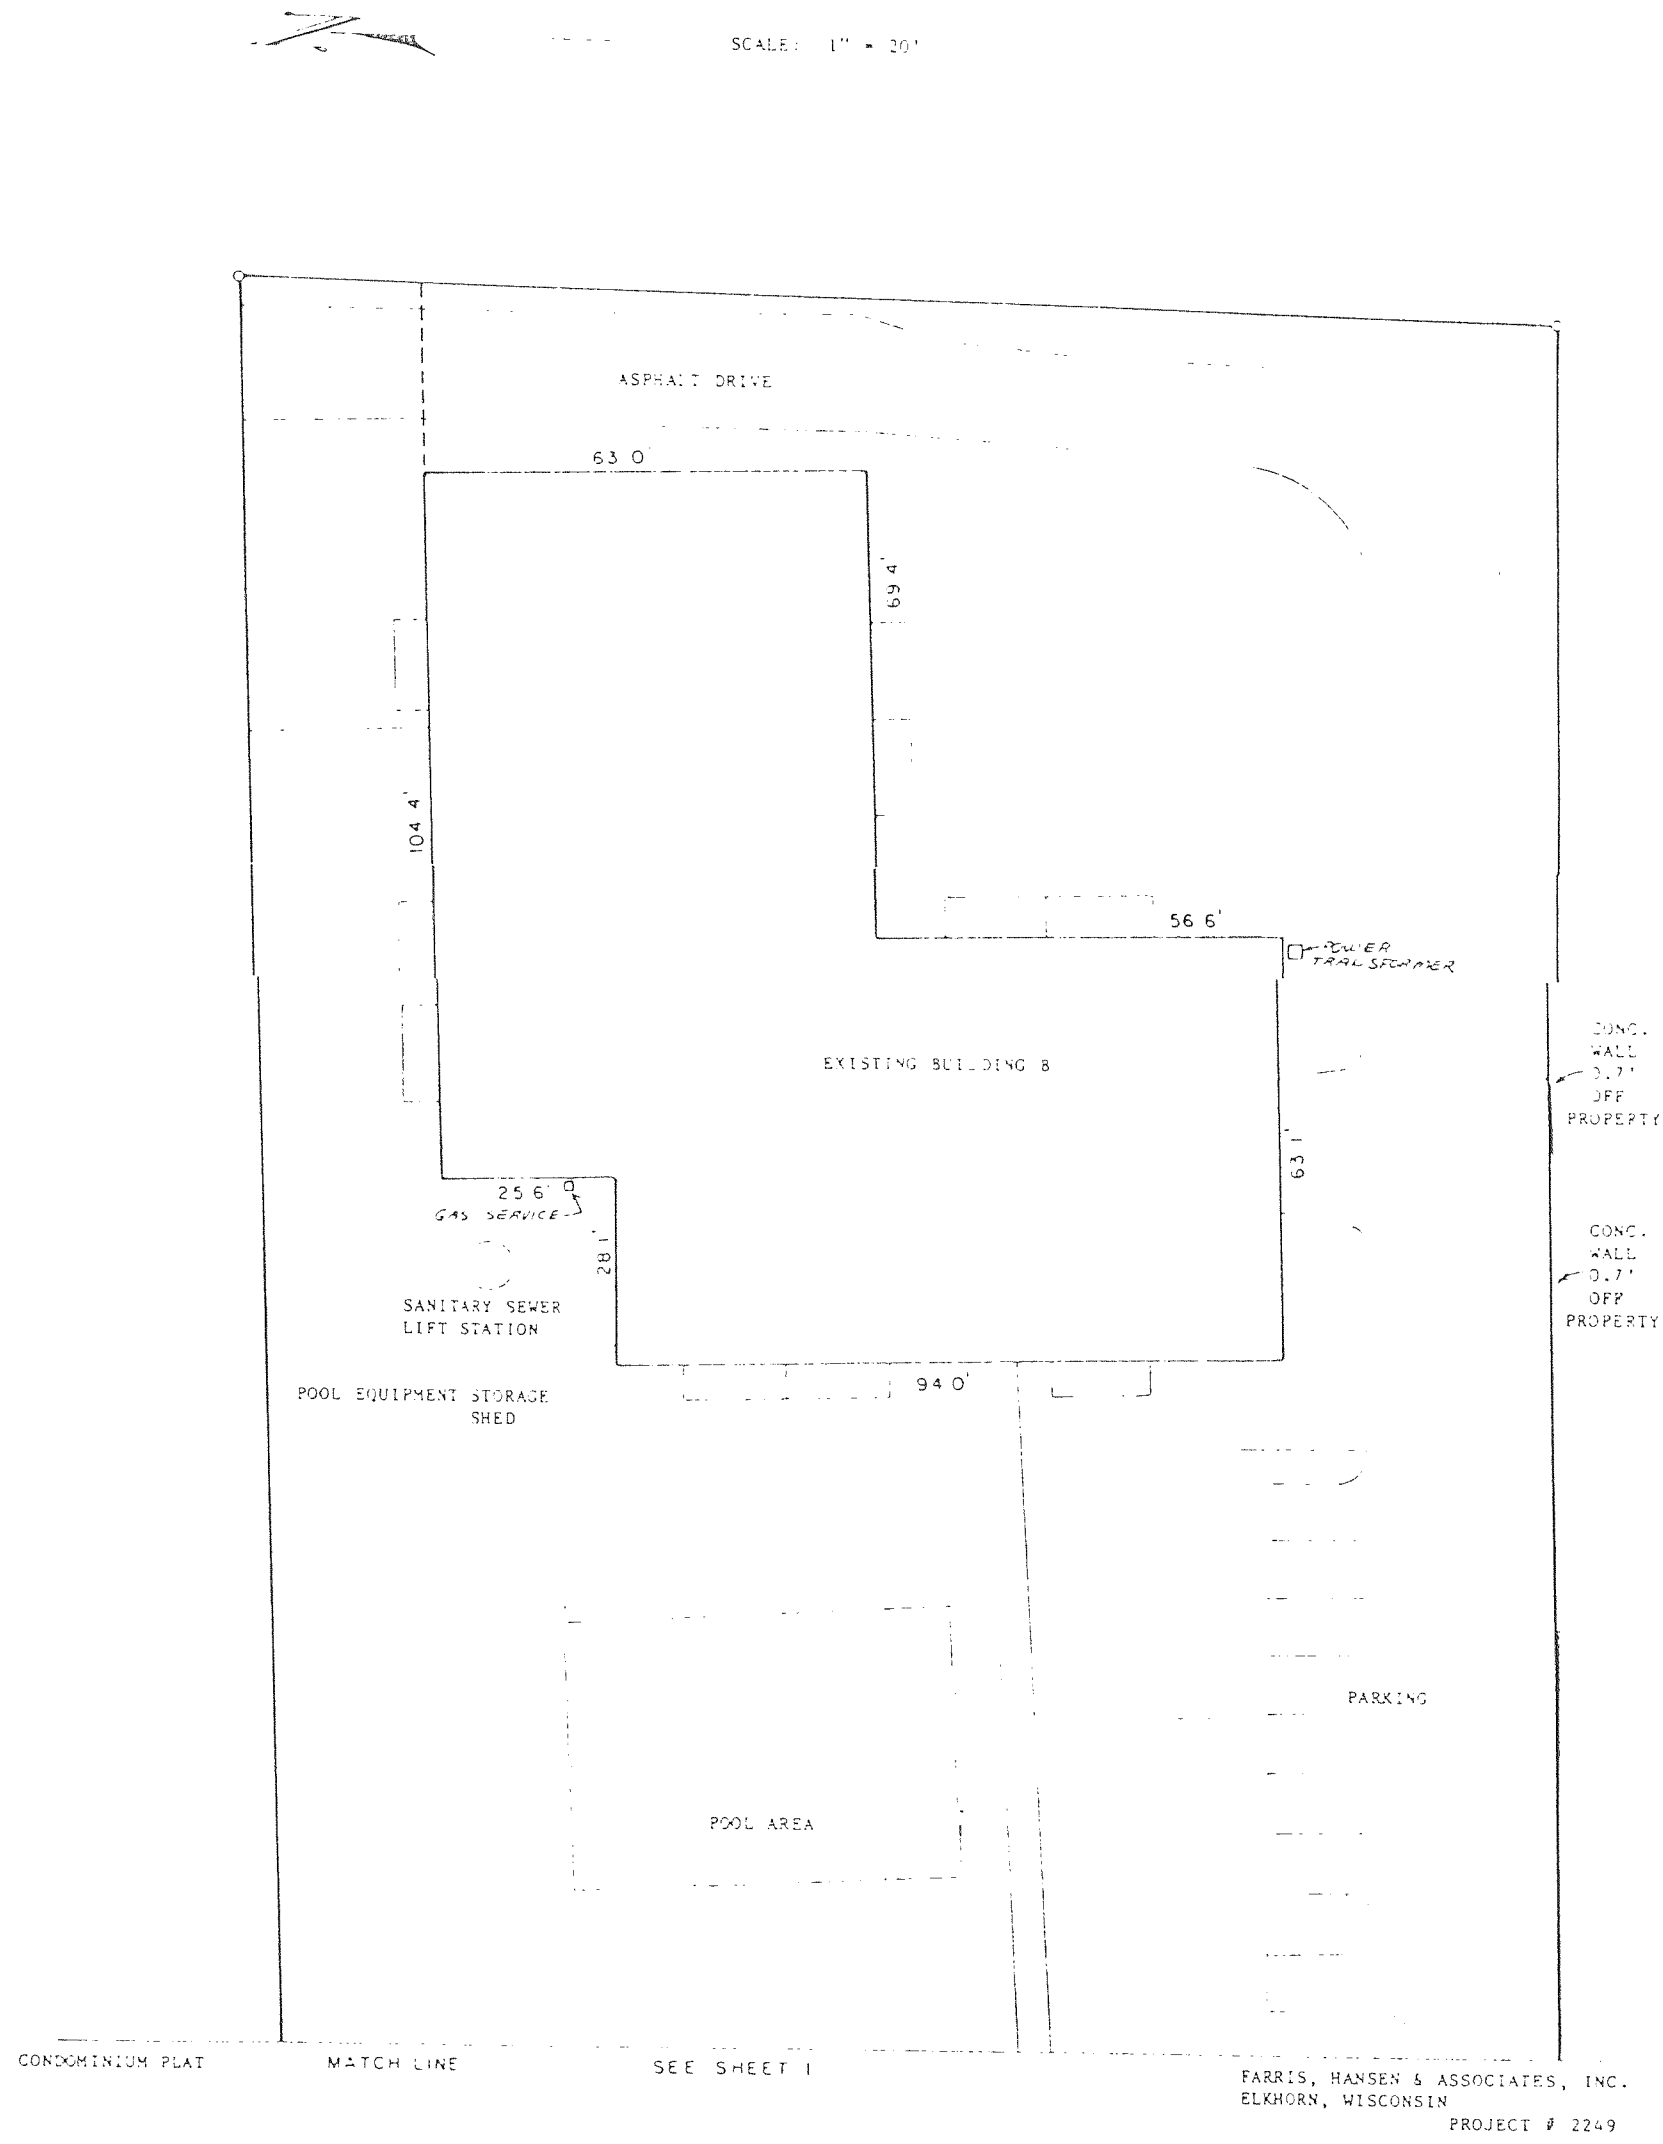 SCALE: 1" = 20'
ASPHALT DRIVE
63 0'
69 4'
104 4'
56 6'
POWER
TRANSFORMER
EXISTING BUILDING B
CONC.
WALL
0.7'
OFF
PROPERTY
63 1'
25 6'
GAS SERVICE
28 1'
CONC.
WALL
0.7'
OFF
PROPERTY
SANITARY SEWER
LIFT STATION
94 0'
POOL EQUIPMENT STORAGE
SHED
PARKING
POOL AREA
CONDOMINIUM PLAT
MATCH LINE
SEE SHEET 1
FARRIS, HANSEN & ASSOCIATES, INC.
ELKHORN, WISCONSIN
PROJECT # 2249